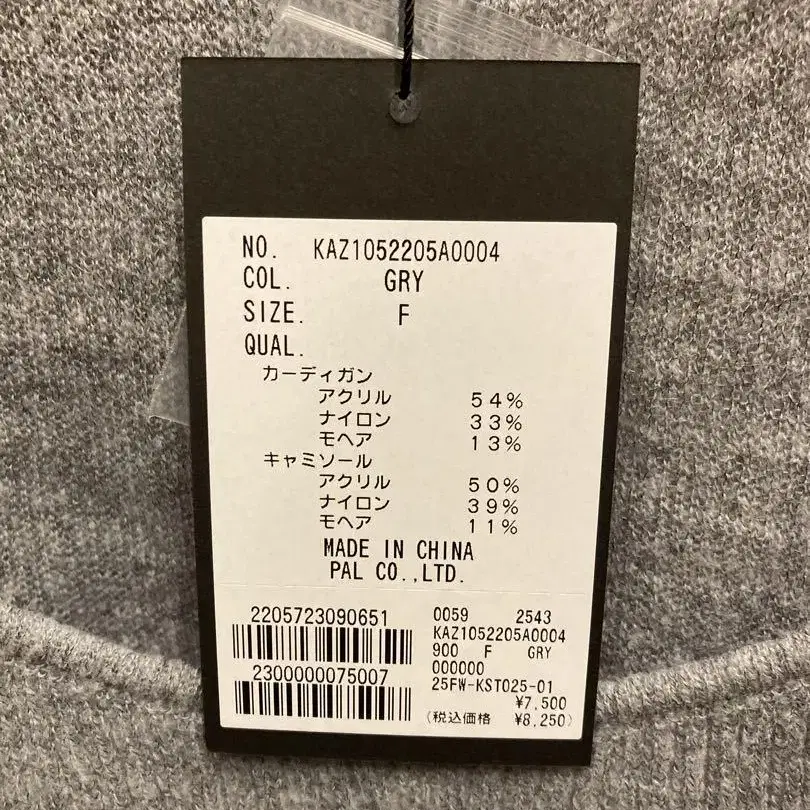 NO. KAZ1052205A0004
COL. GRY
SIZE. F
QUAL.
カーディガン
アクリル 54%
ナイロン 33%
モヘア 13%
キャミソール
アクリル 50%
ナイロン 39%
モヘア 11%
MADE IN CHINA
PAL CO.,LTD.
2205723090651
2300000075007
0059 2543
KAZ1052205A0004
900 F GRY
000000
25FW-KST025-01
¥7,500
(税込価格 ¥8,250)